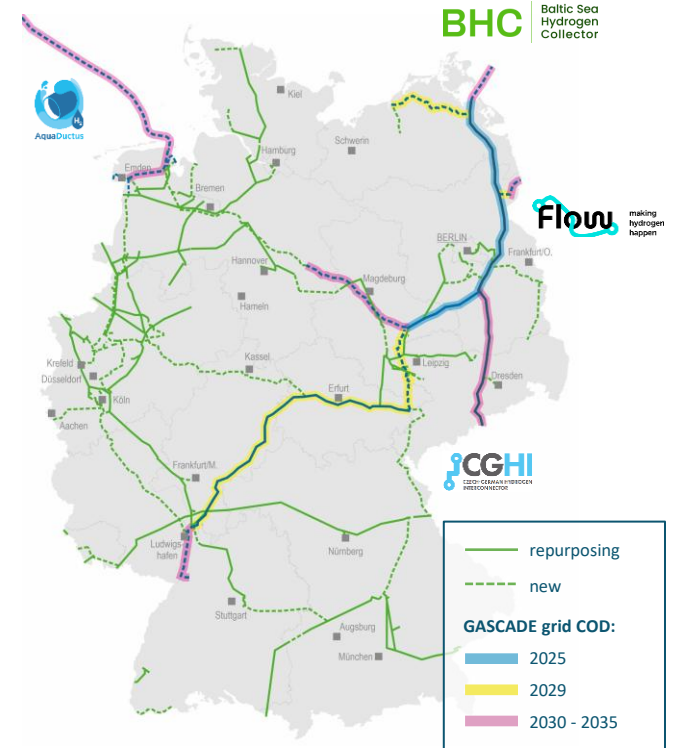 BHC
Baltic Sea
Hydrogen
Collector
Kiel
H₂
AquaDuctus
Schwerin
Hamburg
Emden
Bremen
Flow
making
hydrogen
happen
BERLIN
Frankfurt/O.
Hannover
Magdeburg
Hameln
Krefeld
Kassel
Leipzig
Düsseldorf
Dresden
Erfurt
Köln
Aachen
Frankfurt/M.
CGHI
CZECH GERMAN HYDROGEN
INTERCONNECTOR
Ludwigs-
hafen
Nürnberg
Stuttgart
Augsburg
München
repurposing
new
GASCADE grid COD:
2025
2029
2030 - 2035